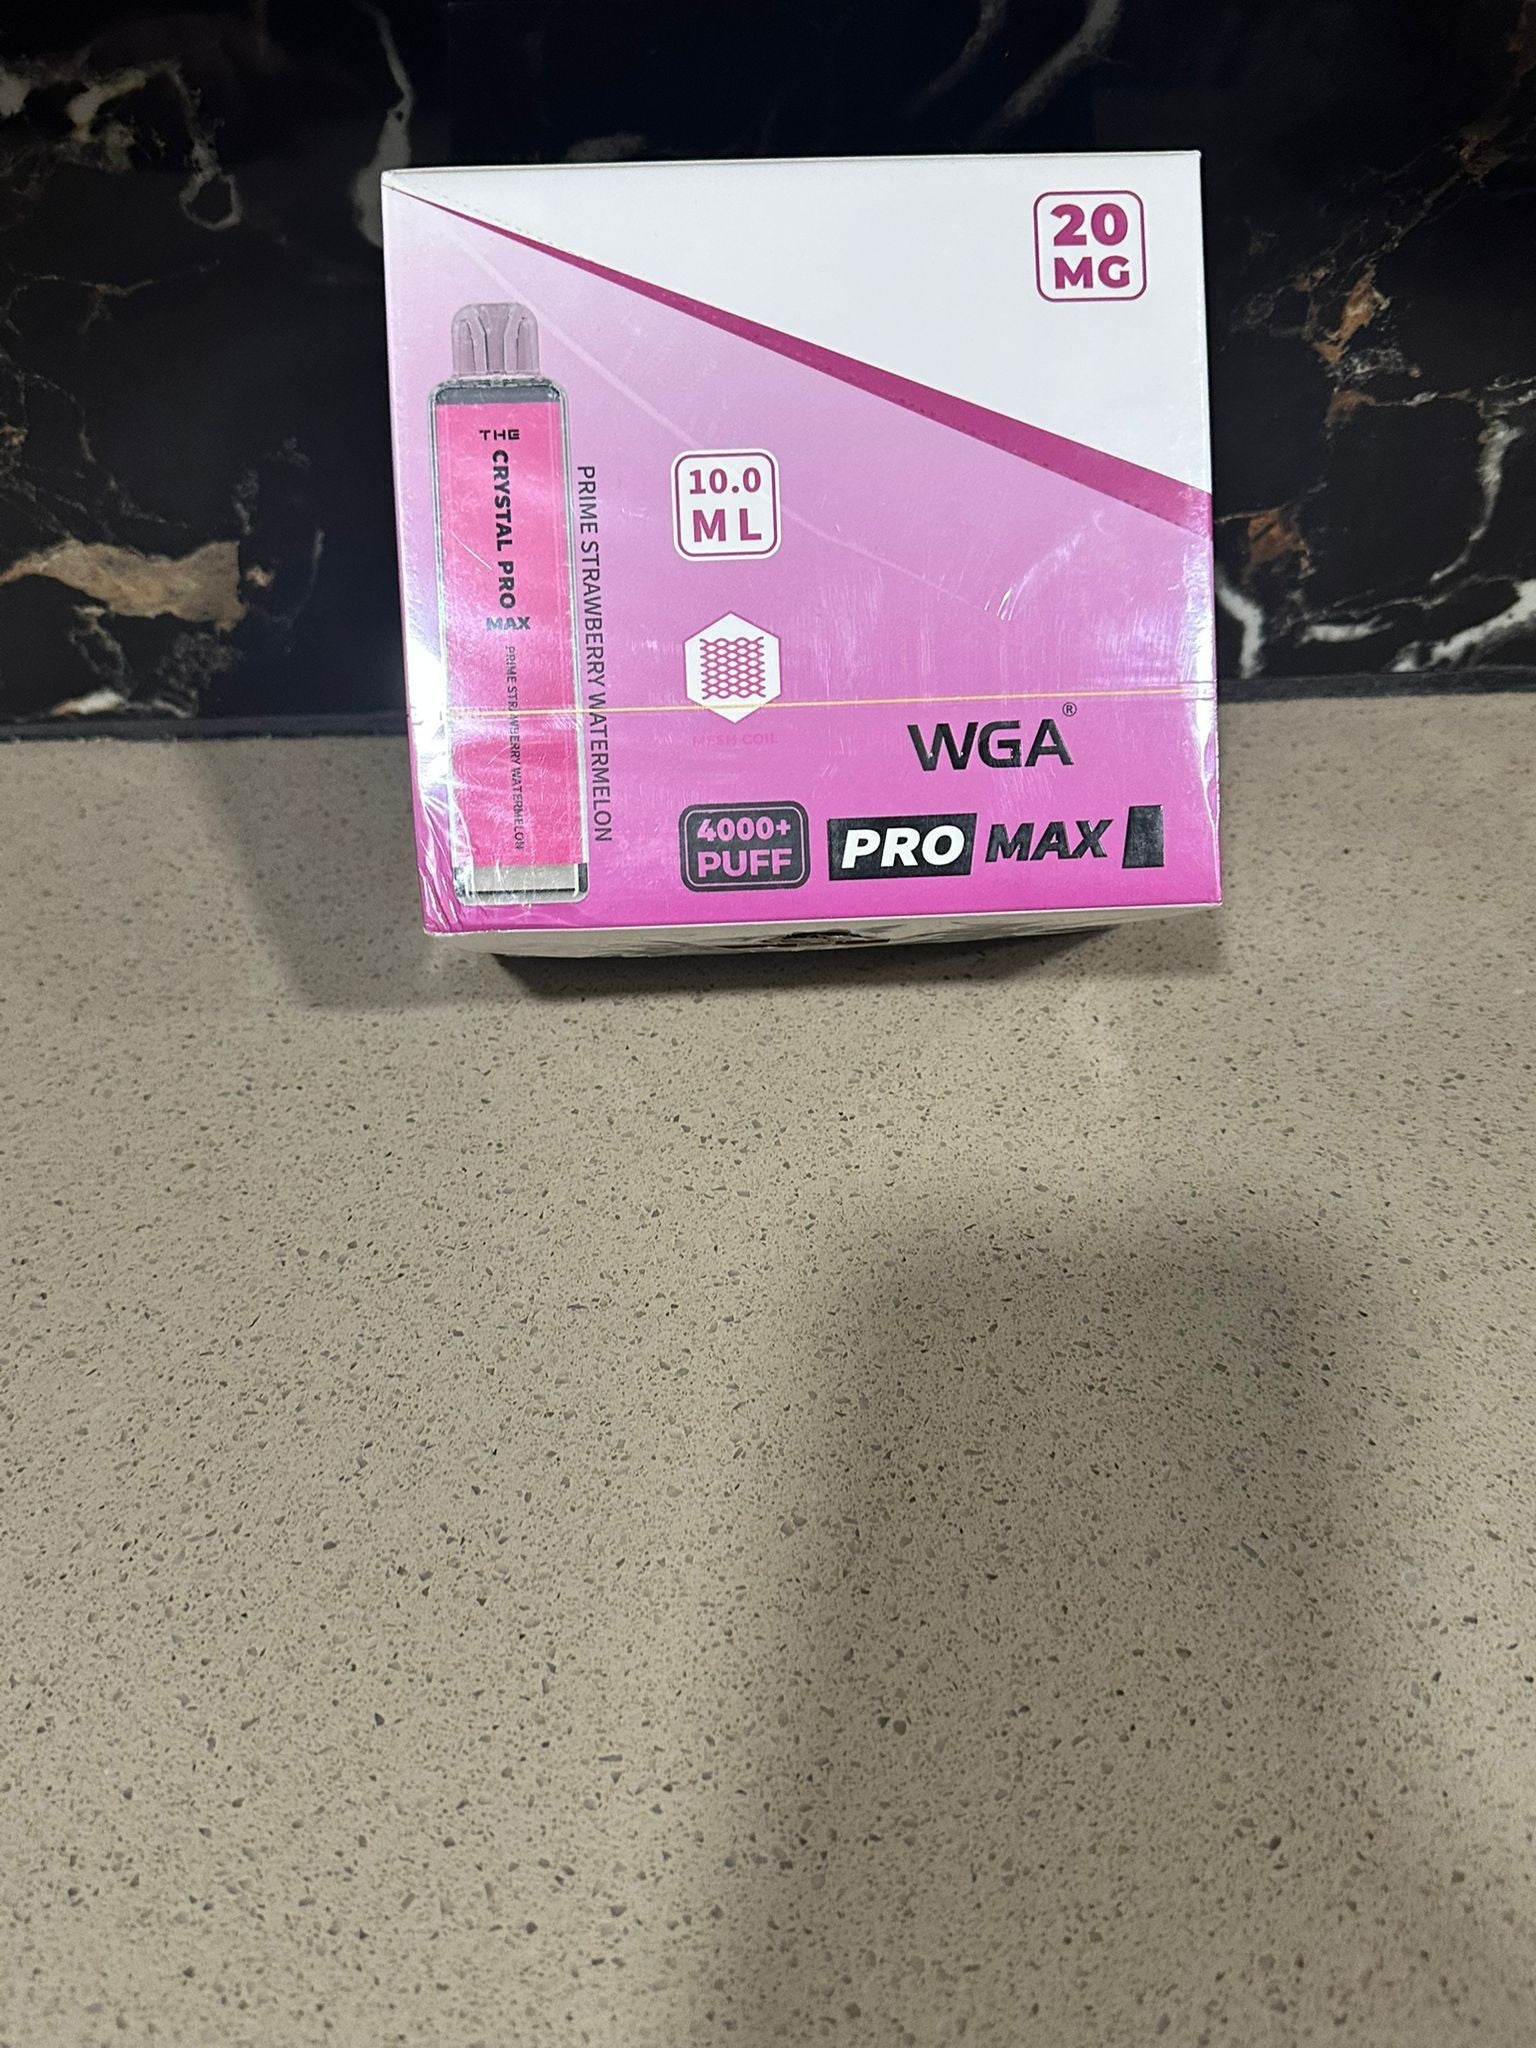 20
MG
THE
CRYSTAL PRO
MAX
PRIME STRAWBERRY WATERMELON
PRIME STRAWBERRY WATERMELON
10.0
ML
MESH COIL
WGA®
4000+
PUFF
PRO MAX